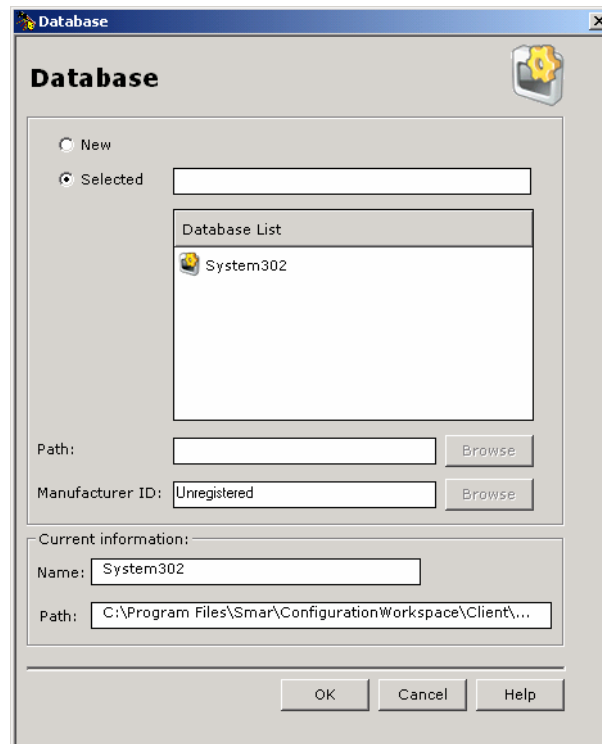 Database
Database
New
Selected
Database List
System302
Path:
Browse
Manufacturer ID: Unregistered Browse
Current information:
Name: System302
Path: C:\Program Files\Smar\ConfigurationWorkspace\Client\...
OK Cancel Help